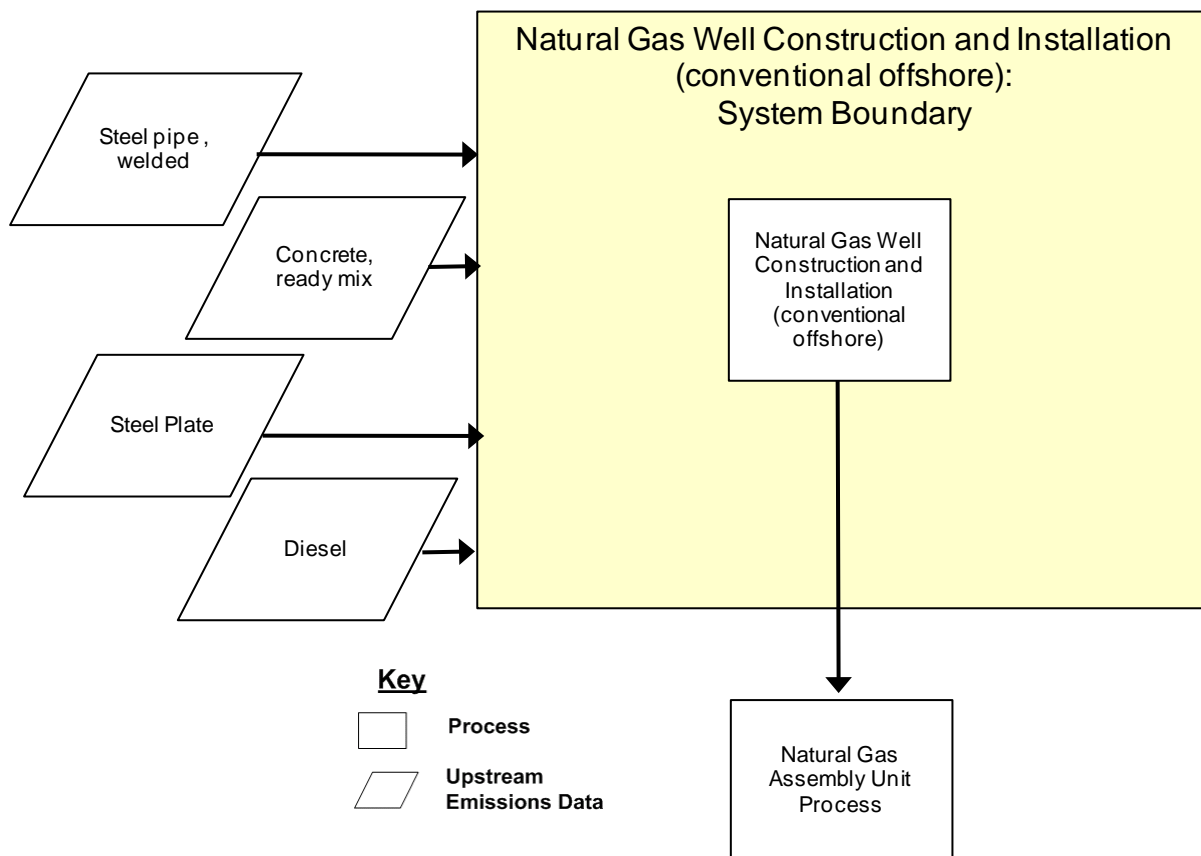 Natural Gas Well Construction and Installation
(conventional offshore):
System Boundary
Steel pipe ,
welded
Concrete,
ready mix
Steel Plate
Diesel
Natural Gas Well
Construction and
Installation
(conventional
offshore)
Key
Process
Upstream
Emissions Data
Natural Gas
Assembly Unit
Process